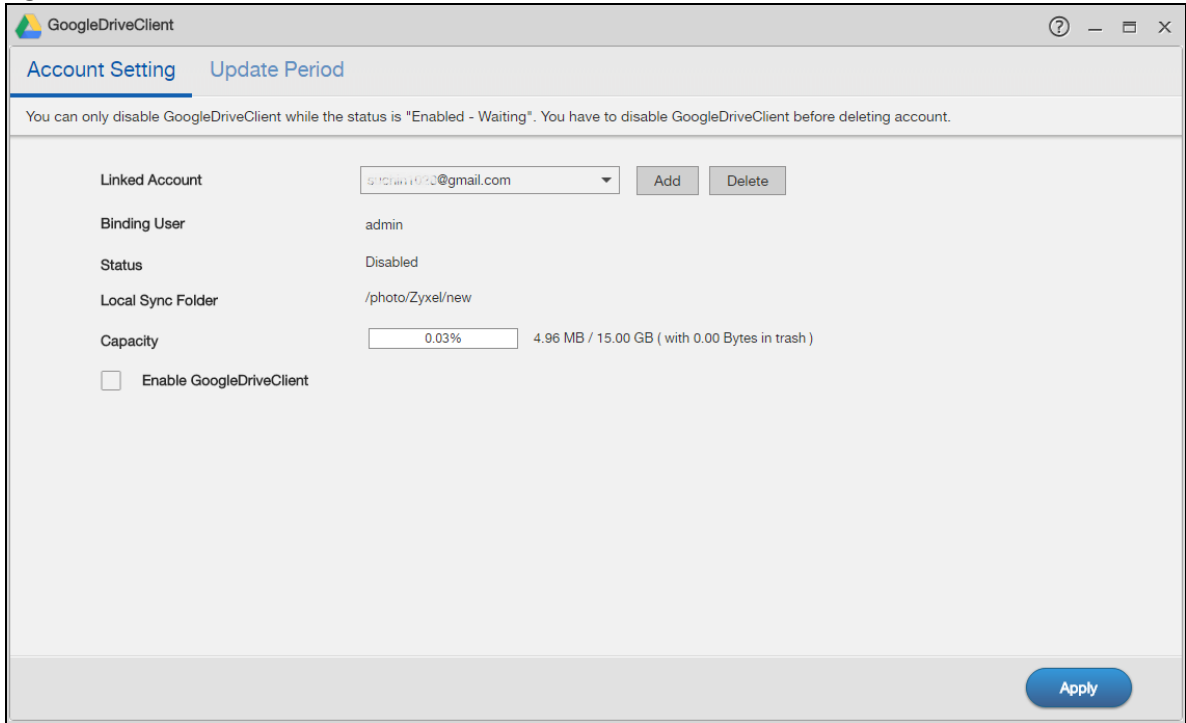 GoogleDriveClient
Account Setting Update Period
You can only disable GoogleDriveClient while the status is "Enabled - Waiting". You have to disable GoogleDriveClient before deleting account.
Linked Account @gmail.com Add Delete
Binding User admin
Status Disabled
Local Sync Folder /photo/Zyxel/new
Capacity 0.03% 4.96 MB / 15.00 GB ( with 0.00 Bytes in trash )
Enable GoogleDriveClient
Apply